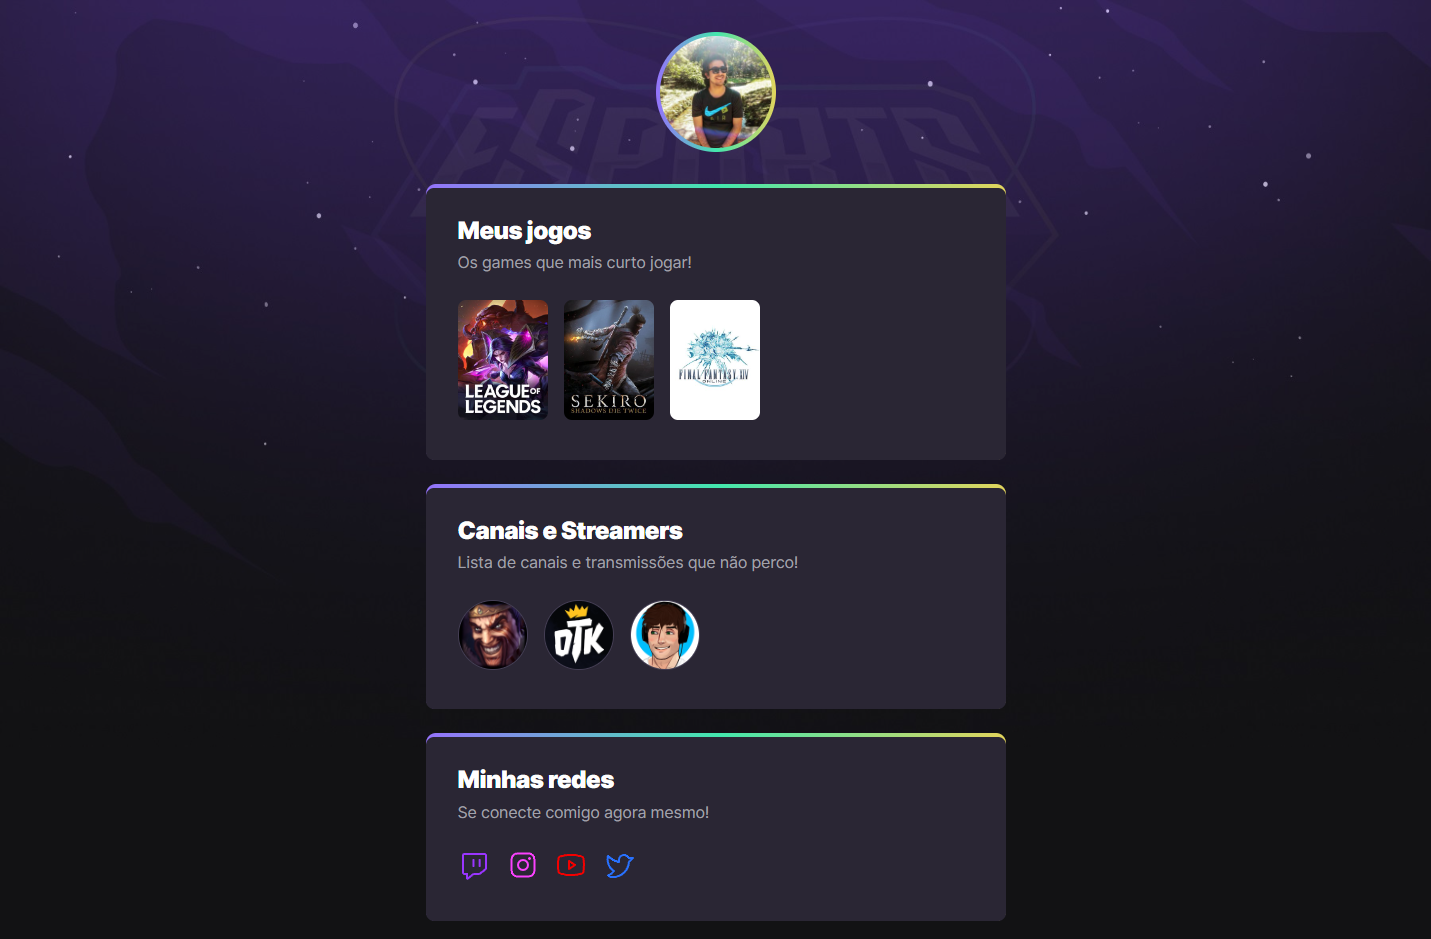 ESPORTS
Meus jogos
Os games que mais curto jogar!
LEAGUE OF
LEGENDS
SEKIRO
SHADOWS DIE TWICE
FINAL FANTASY XIV
ONLINE
Canais e Streamers
Lista de canais e transmissões que não perco!
OTK
Minhas redes
Se conecte comigo agora mesmo!